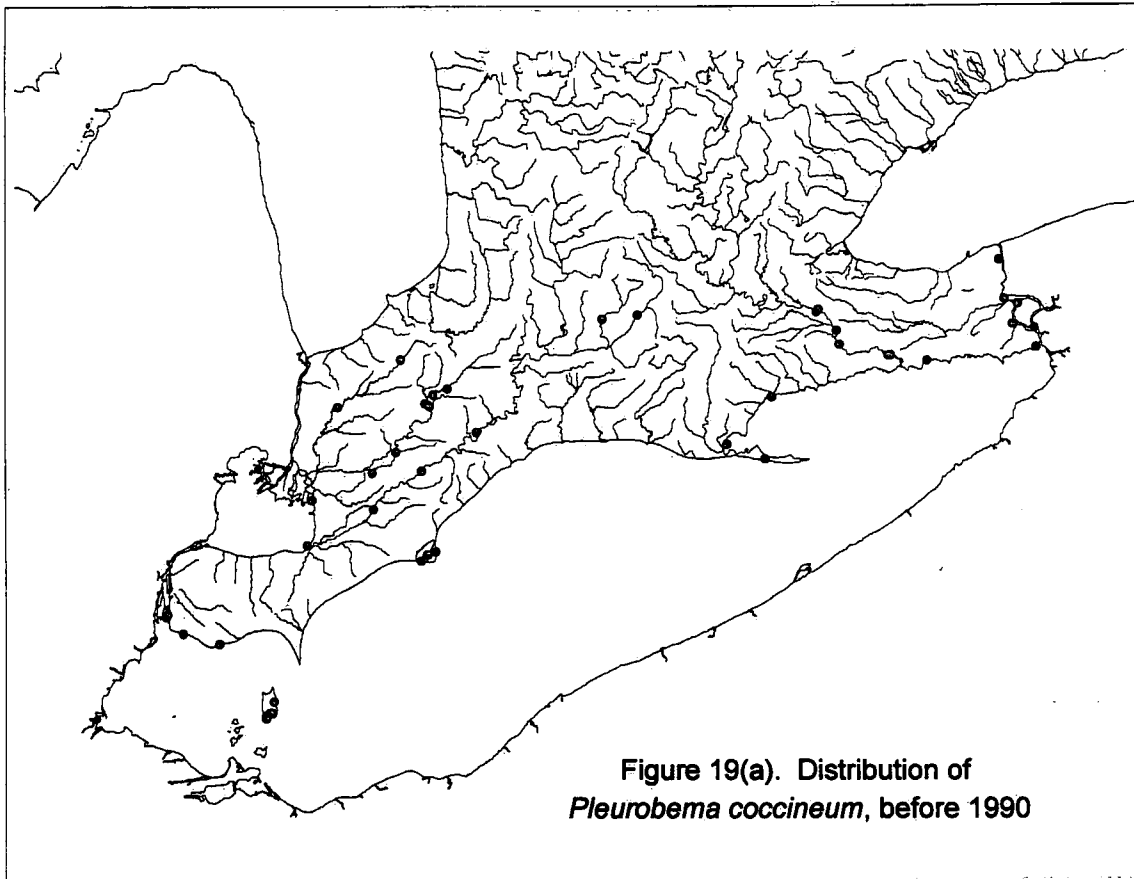 Figure 19(a). Distribution of
Pleurobema coccineum, before 1990